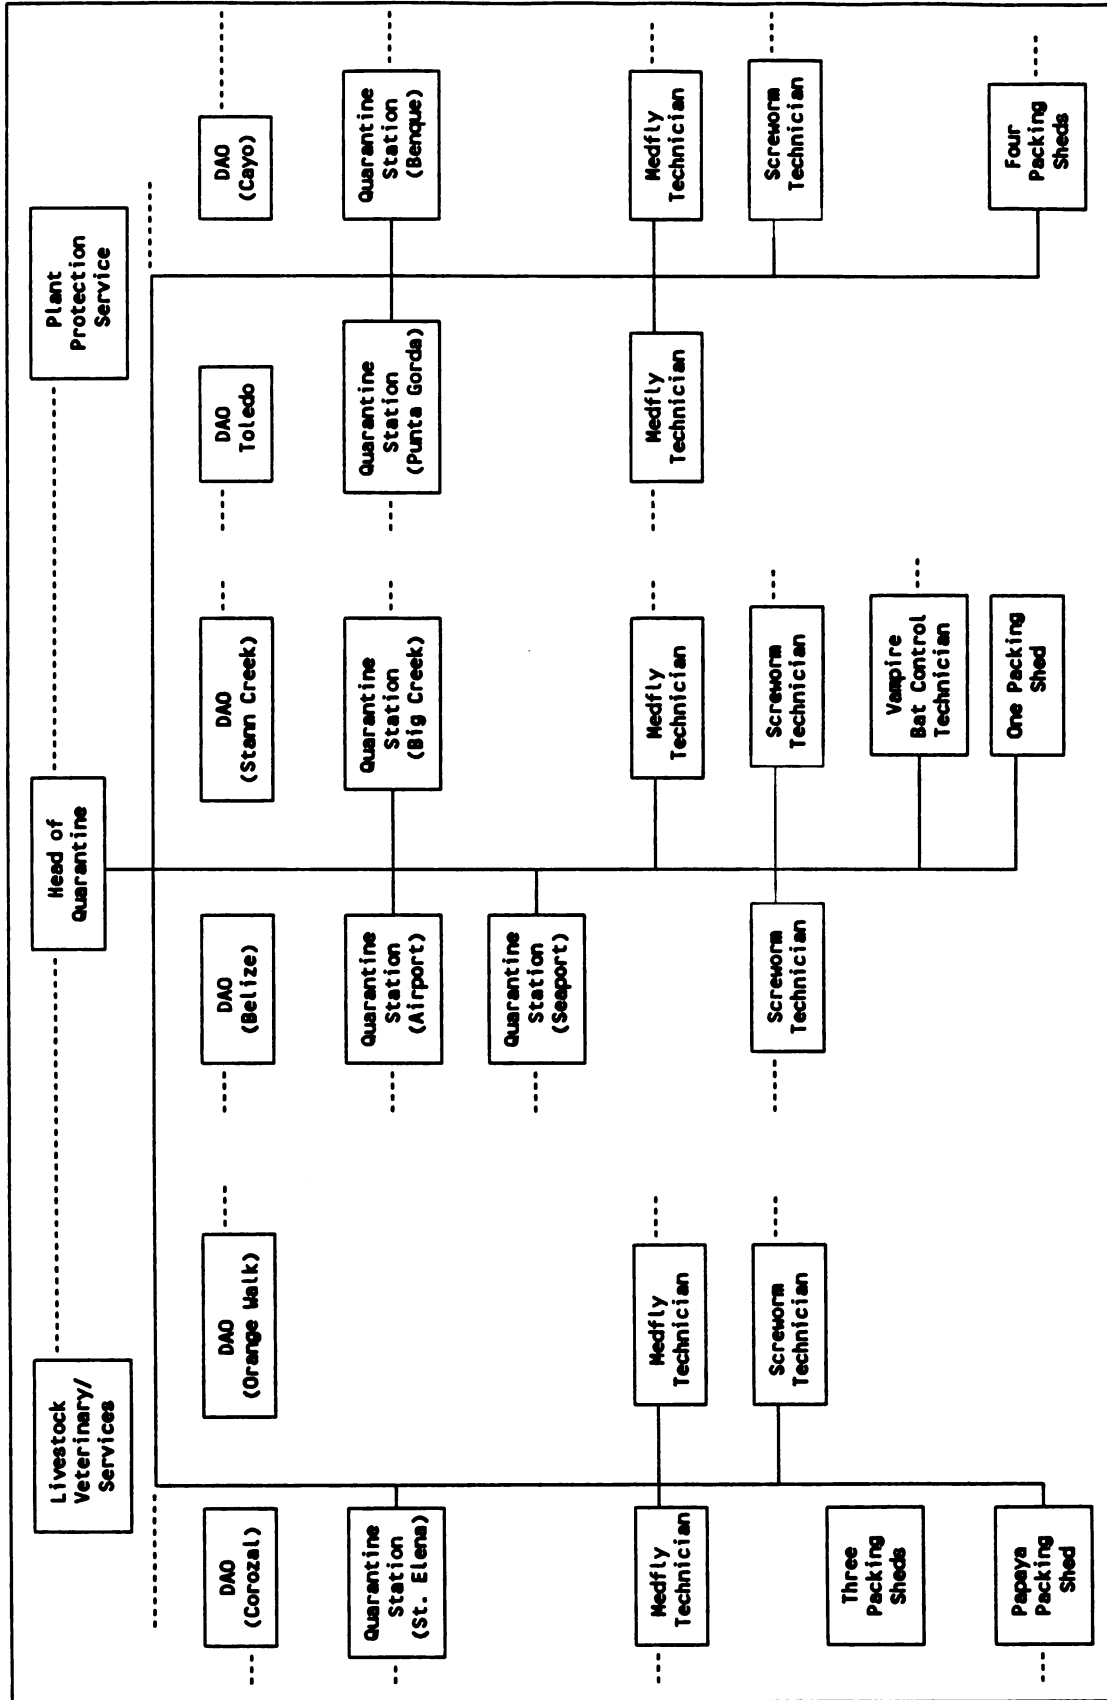 Livestock
Veterinary/
Services
Head of
Quarantine
Plant
Protection
Service
DAO
(Corozal)
DAO
(Orange Walk)
DAO
(Belize)
DAO
(Stann Creek)
DAO
Toledo
DAO
(Cayo)
Quarantine
Station
(St. Elena)
Quarantine
Station
(Airport)
Quarantine
Station
(Big Creek)
Quarantine
Station
(Punta Gorda)
Quarantine
Station
(Benque)
Quarantine
Station
(Seaport)
Medfly
Technician
Medfly
Technician
Medfly
Technician
Medfly
Technician
Medfly
Technician
Screworm
Technician
Screworm
Technician
Screworm
Technician
Screworm
Technician
Three
Packing
Sheds
Vampire
Bat Control
Technician
Papaya
Packing
Shed
One Packing
Shed
Four
Packing
Sheds